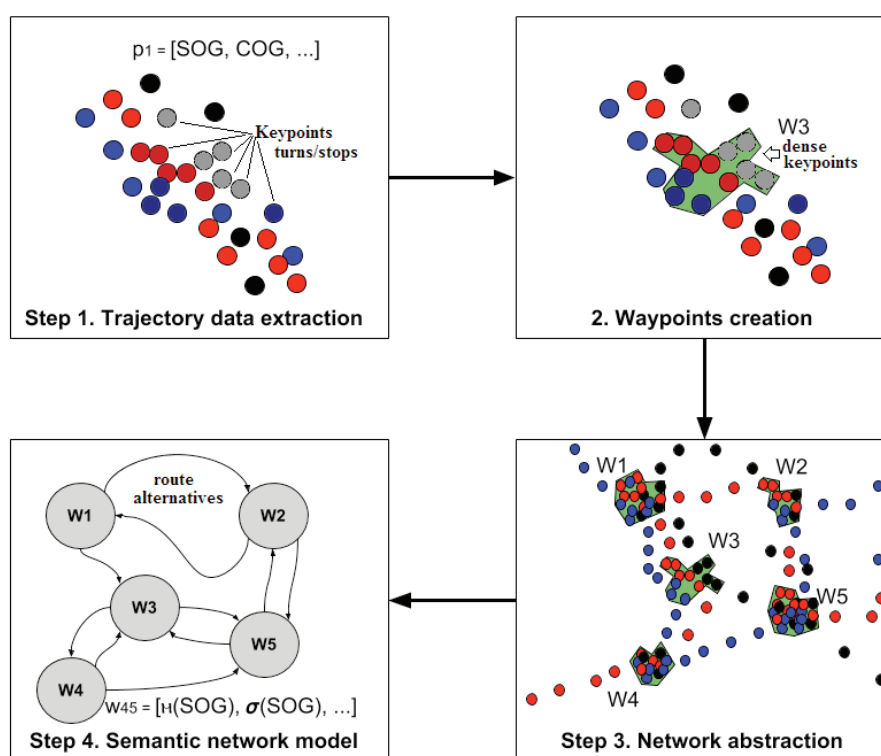 p1 = [SOG, COG, ...]
Keypoints
turns/stops
Step 1. Trajectory data extraction
W3
dense
keypoints
2. Waypoints creation
route
alternatives
W1
W2
W3
W5
W4
w45 = [н(SOG), σ(SOG), ...]
Step 4. Semantic network model
W1
W2
W3
W5
W4
Step 3. Network abstraction